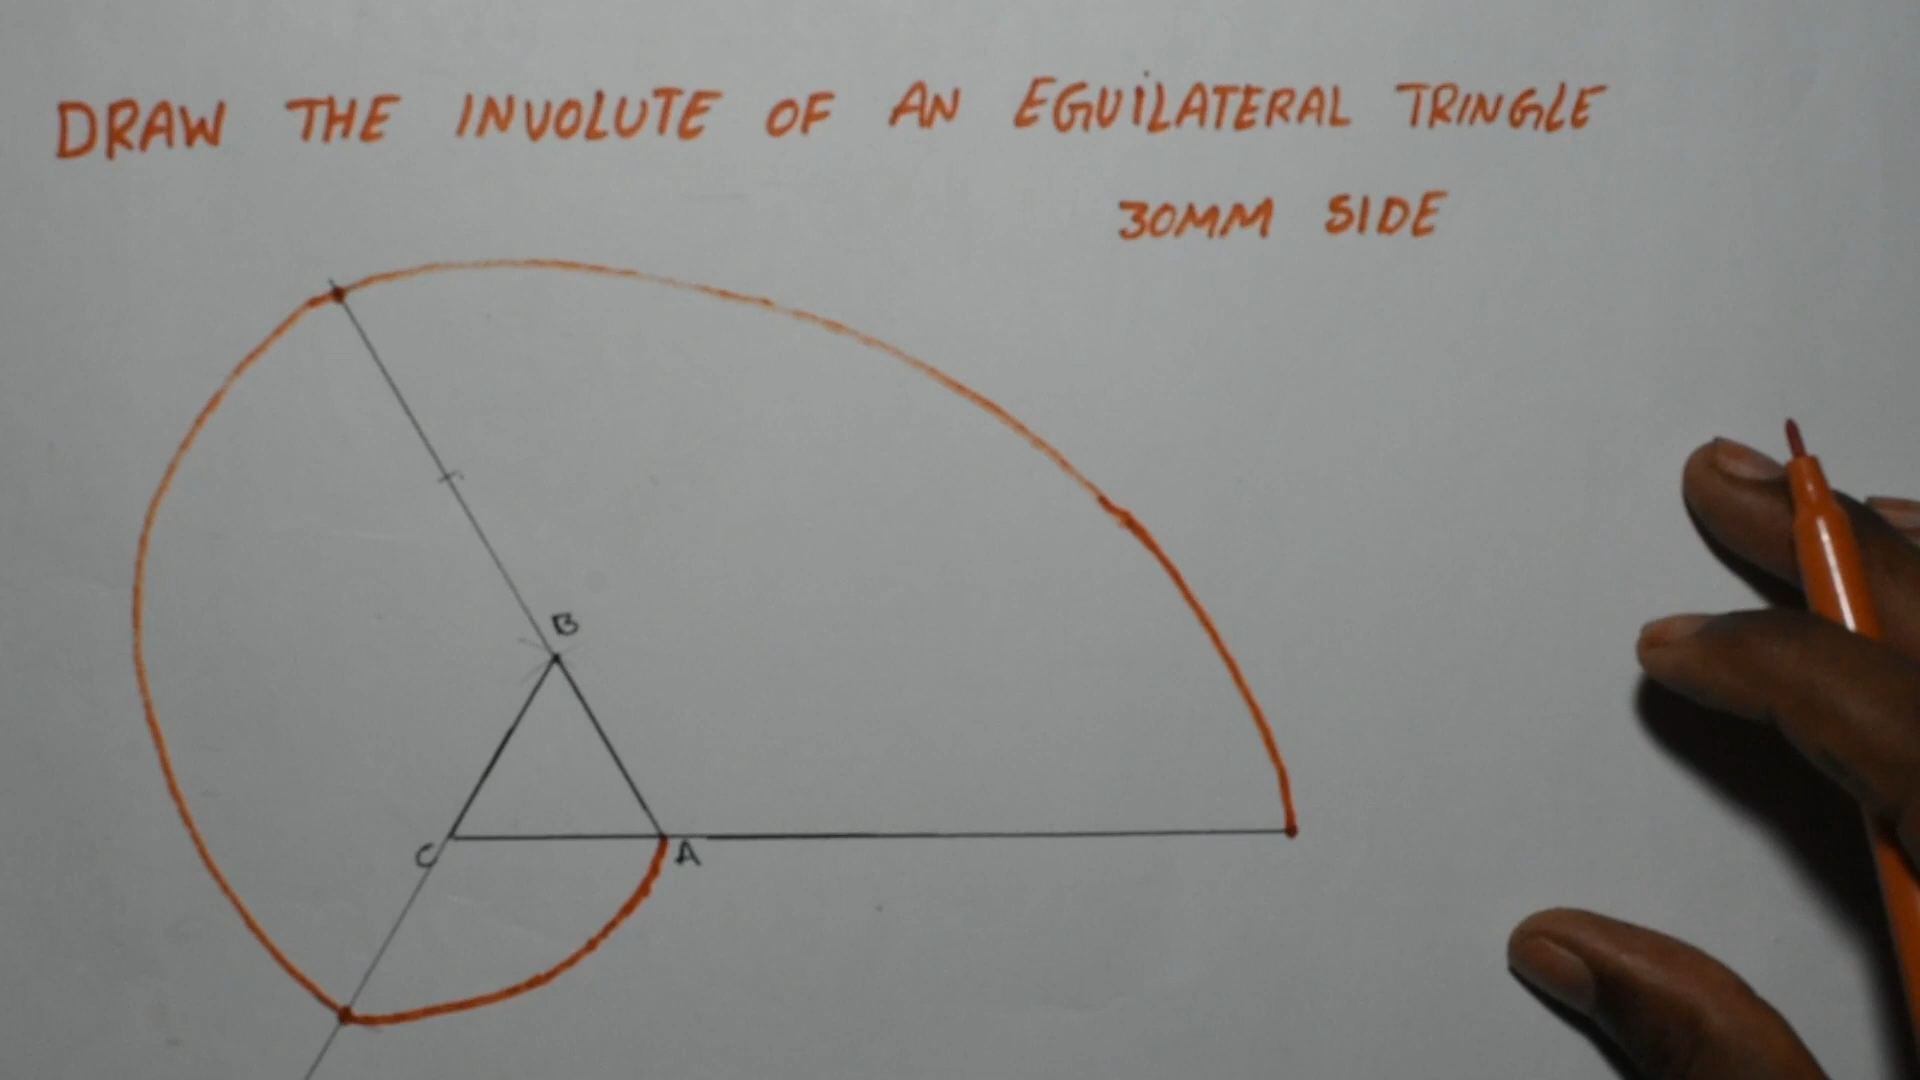 DRAW THE INVOLUTE OF AN EGUILATERAL TRINGLE
30MM SIDE
B
C
A